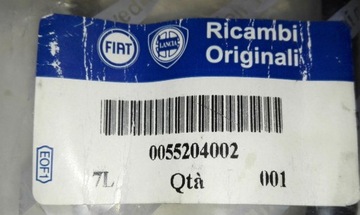 FIAT
LANCIA
Ricambi
Originali
0055204002
EOF1
7L
Qtà
001